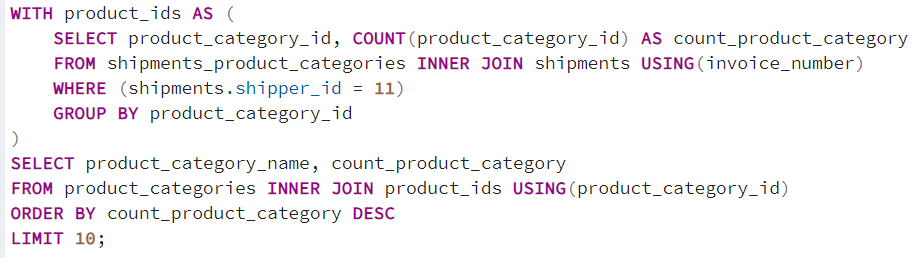 WITH product_ids AS (
    SELECT product_category_id, COUNT(product_category_id) AS count_product_category
    FROM shipments_product_categories INNER JOIN shipments USING(invoice_number)
    WHERE (shipments.shipper_id = 11)
    GROUP BY product_category_id
)
SELECT product_category_name, count_product_category
FROM product_categories INNER JOIN product_ids USING(product_category_id)
ORDER BY count_product_category DESC
LIMIT 10;